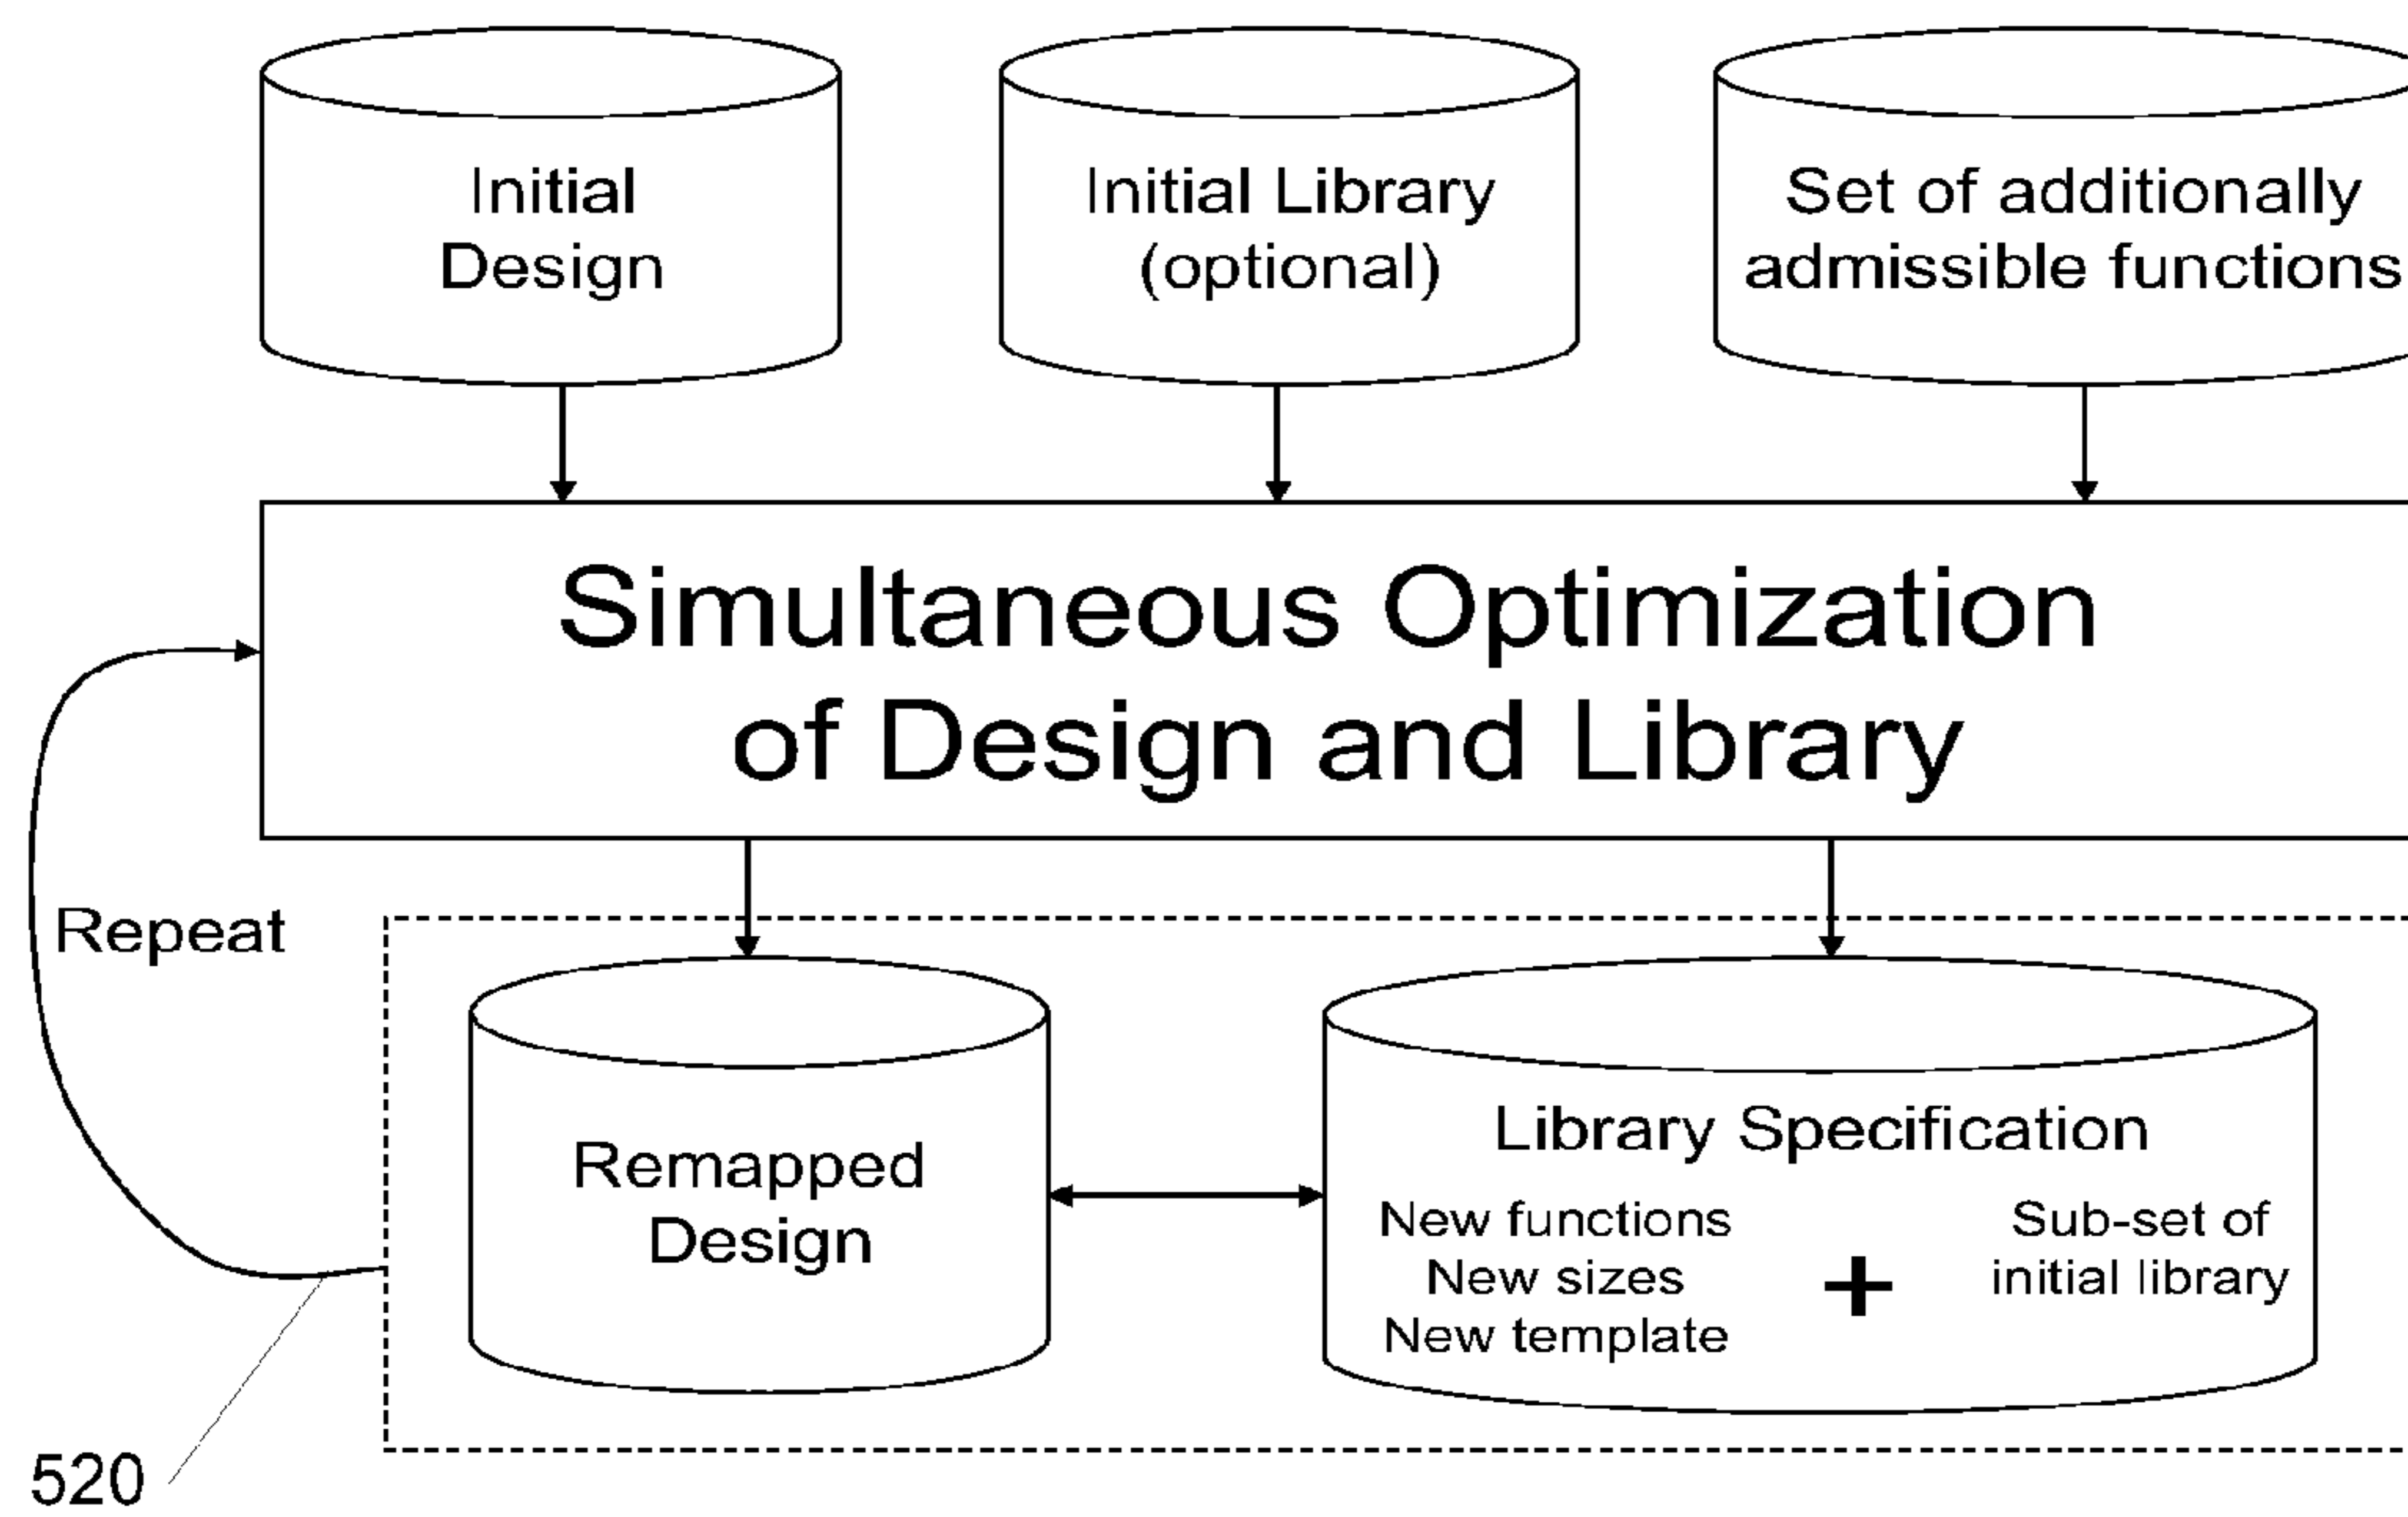 Initial
Design
Initial Library
(optional)
Set of additionally
admissible functions
Simultaneous Optimization
of Design and Library
Repeat
Remapped
Design
Library Specification
New functions
New sizes
New template
+
Sub-set of
initial library
520